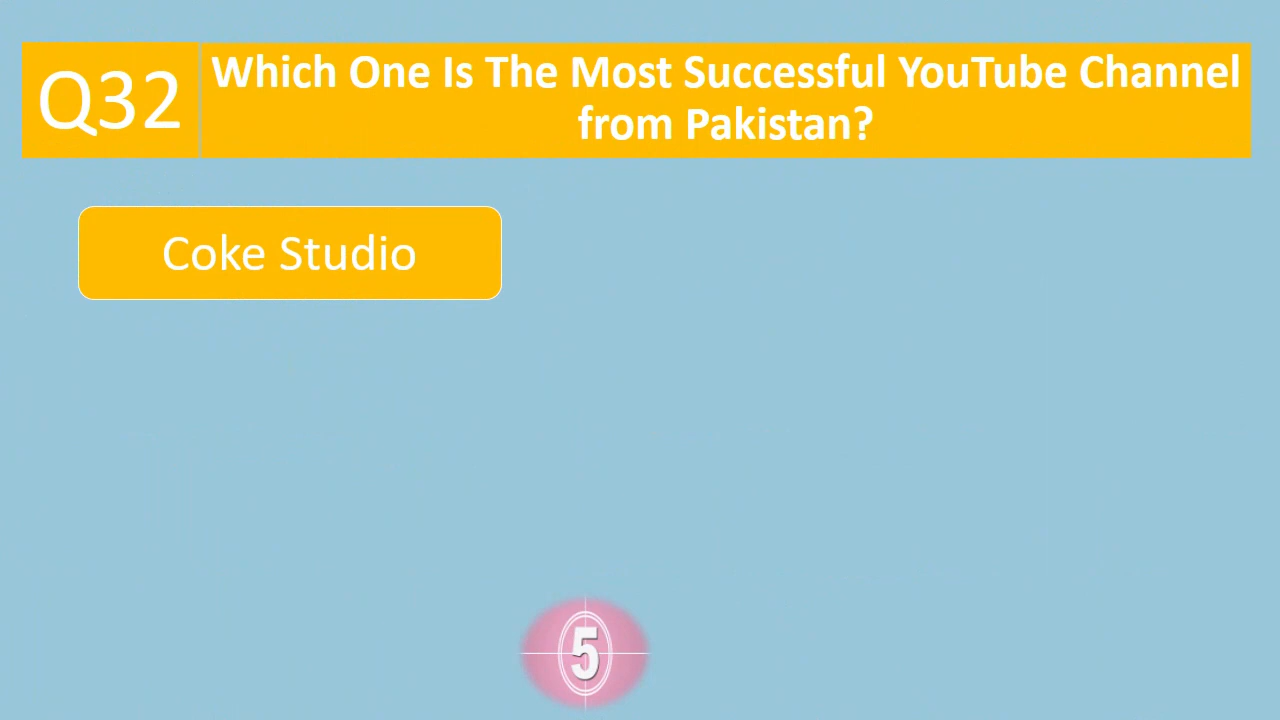 Q32
Which One Is The Most Successful YouTube Channel
from Pakistan?
Coke Studio
5